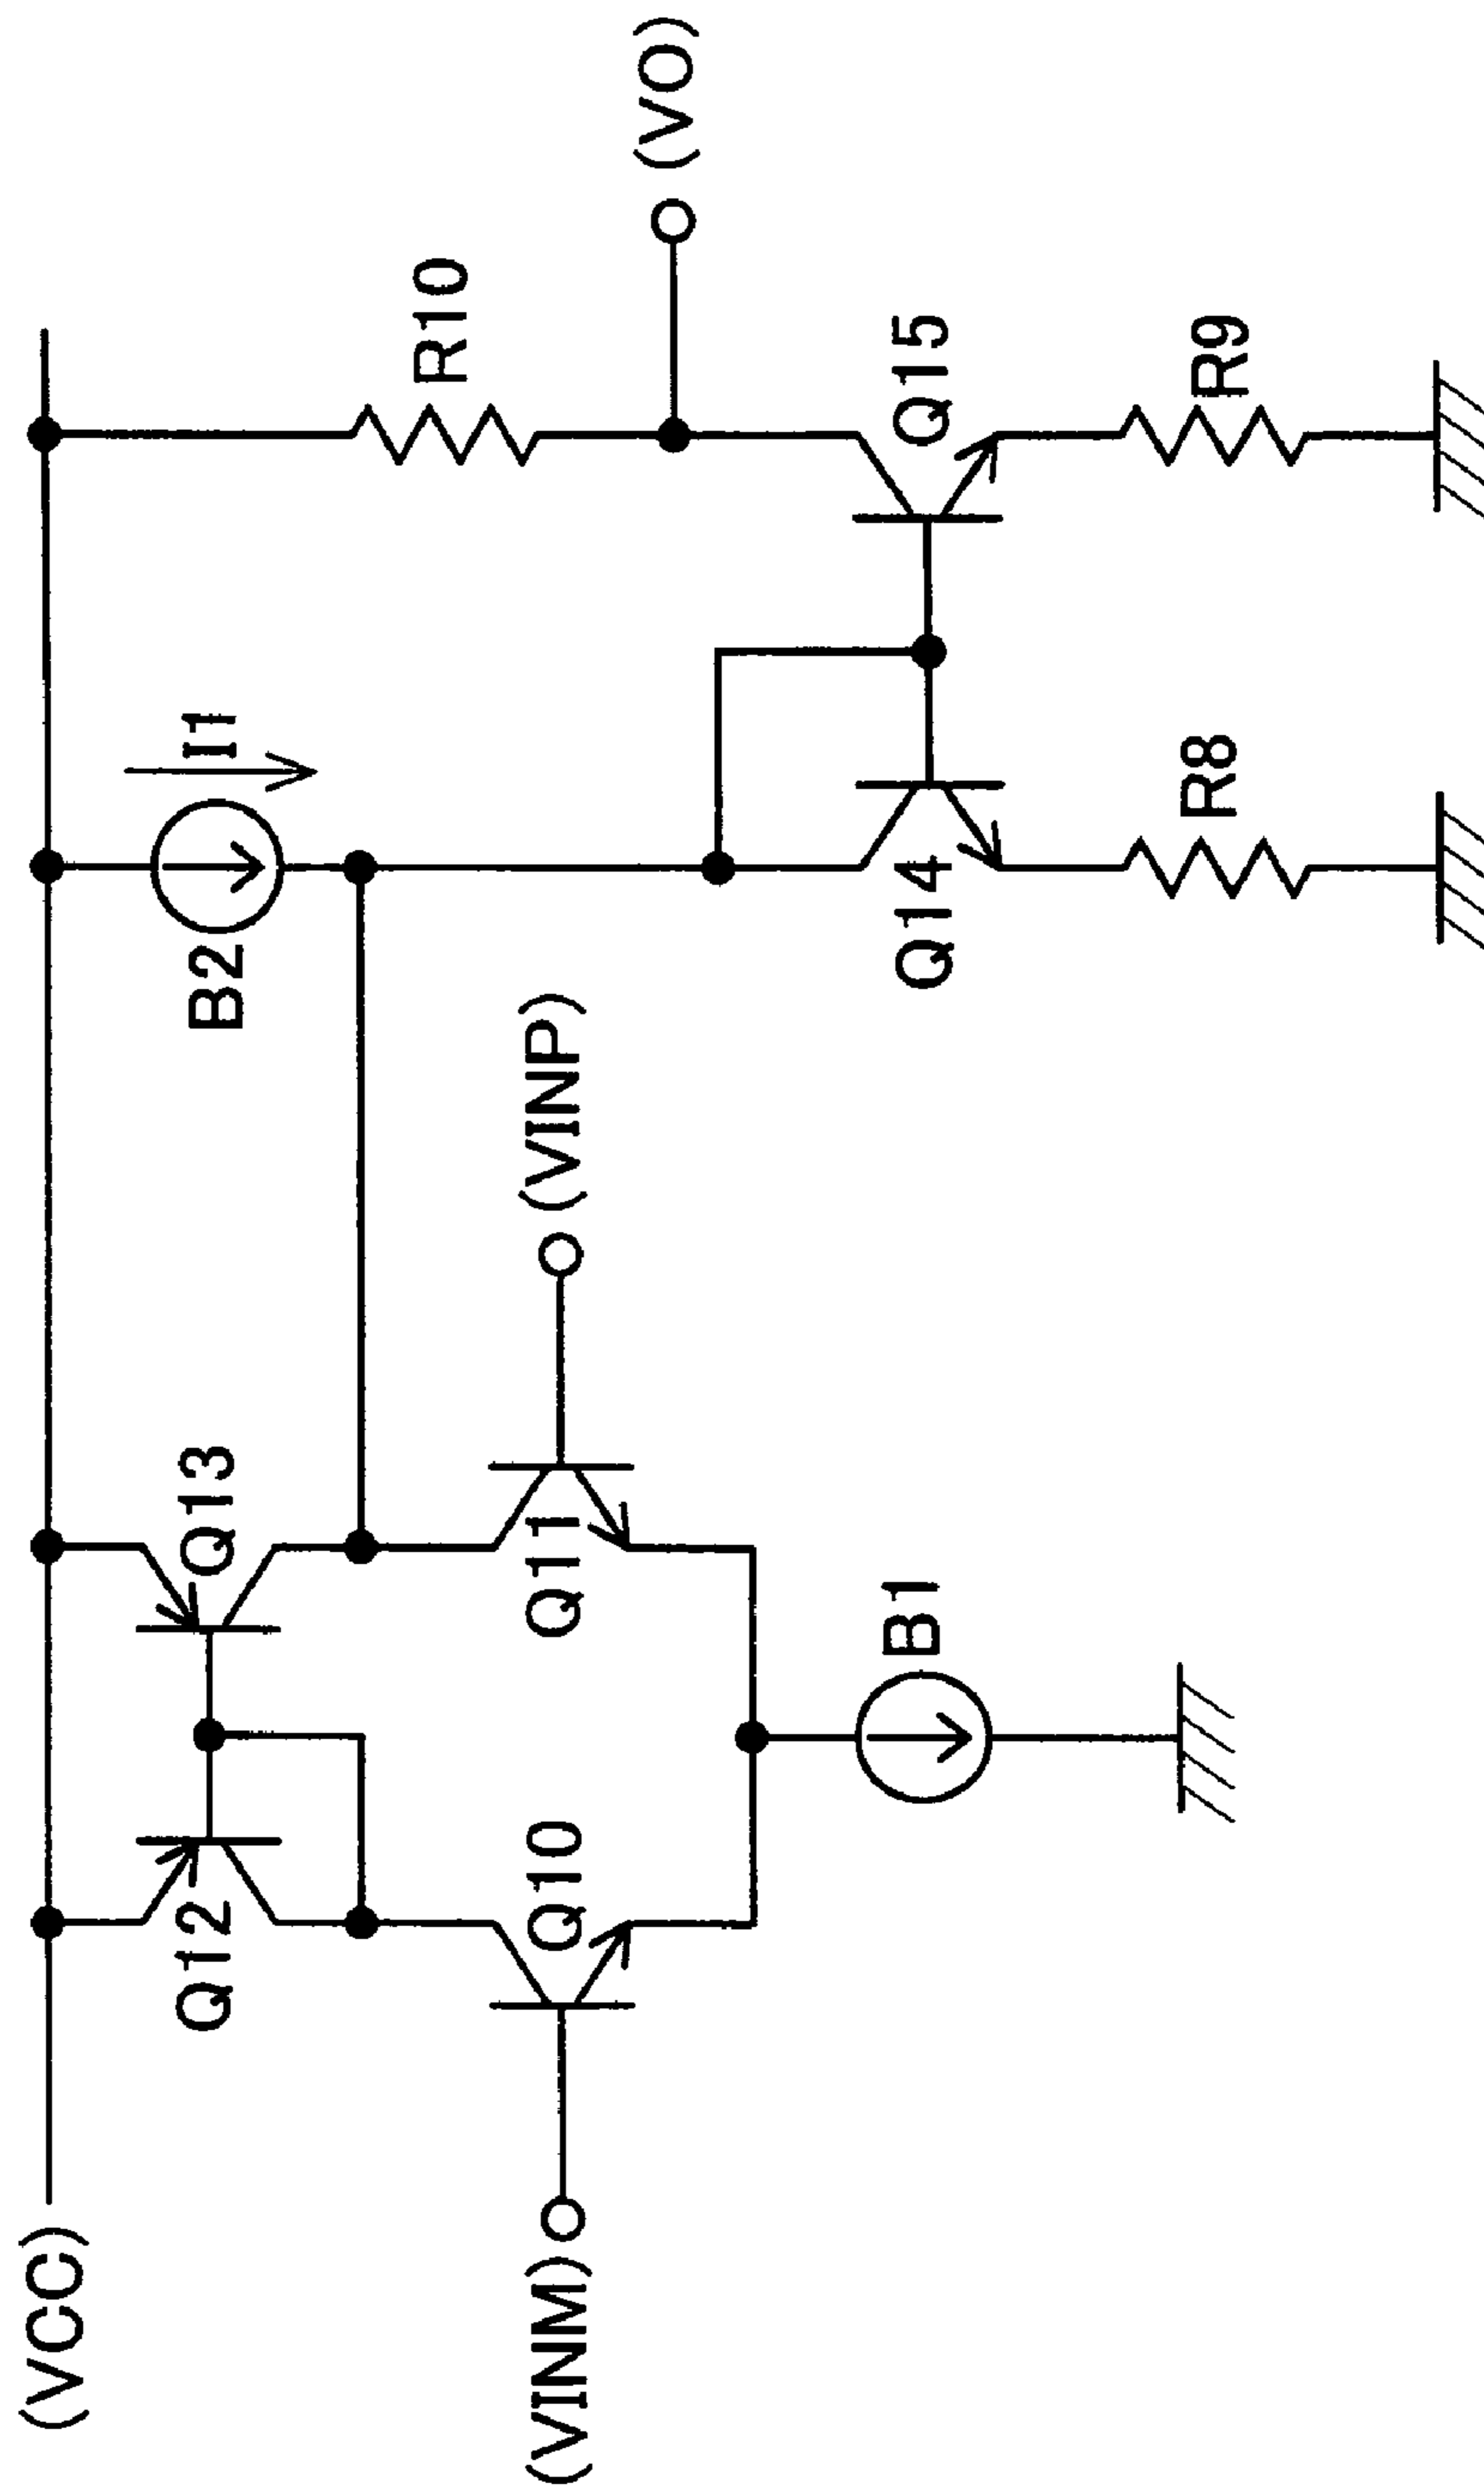 (VCC)
Q12
Q13
B2
I1
R10
(VINM)
Q10
Q11
(VINP)
(VO)
B1
Q14
Q15
R8
R9